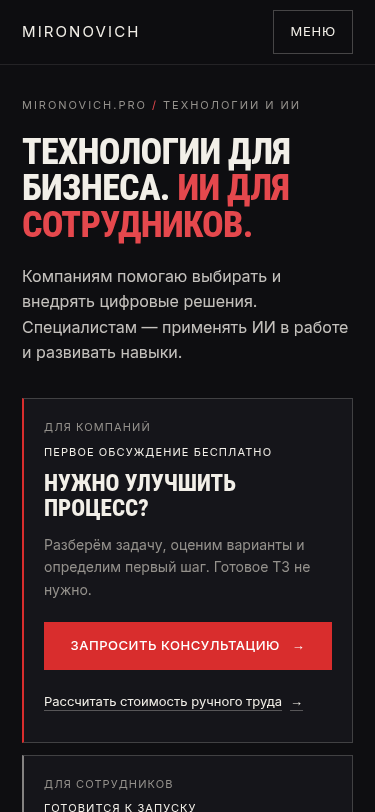 MIRONOVICH
МЕНЮ
MIRONOVICH.PRO / ТЕХНОЛОГИИ И ИИ
ТЕХНОЛОГИИ ДЛЯ
БИЗНЕСА. ИИ ДЛЯ
СОТРУДНИКОВ.
Компаниям помогаю выбирать и
внедрять цифровые решения.
Специалистам — применять ИИ в работе
и развивать навыки.
ДЛЯ КОМПАНИЙ
ПЕРВОЕ ОБСУЖДЕНИЕ БЕСПЛАТНО
НУЖНО УЛУЧШИТЬ
ПРОЦЕСС?
Разберём задачу, оценим варианты и
определим первый шаг. Готовое ТЗ не
нужно.
ЗАПРОСИТЬ КОНСУЛЬТАЦИЮ →
Рассчитать стоимость ручного труда →
ДЛЯ СОТРУДНИКОВ
ГОТОВИТСЯ К ЗАПУСКУ